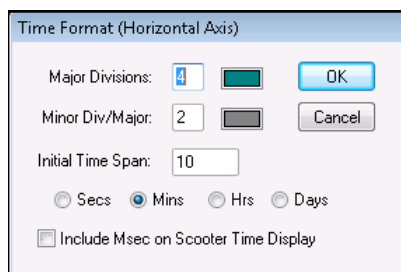 Time Format (Horizontal Axis)
Major Divisions: 4 OK
Minor Div/Major: 2 Cancel
Initial Time Span: 10
Secs Mins Hrs Days
Include Msec on Scooter Time Display